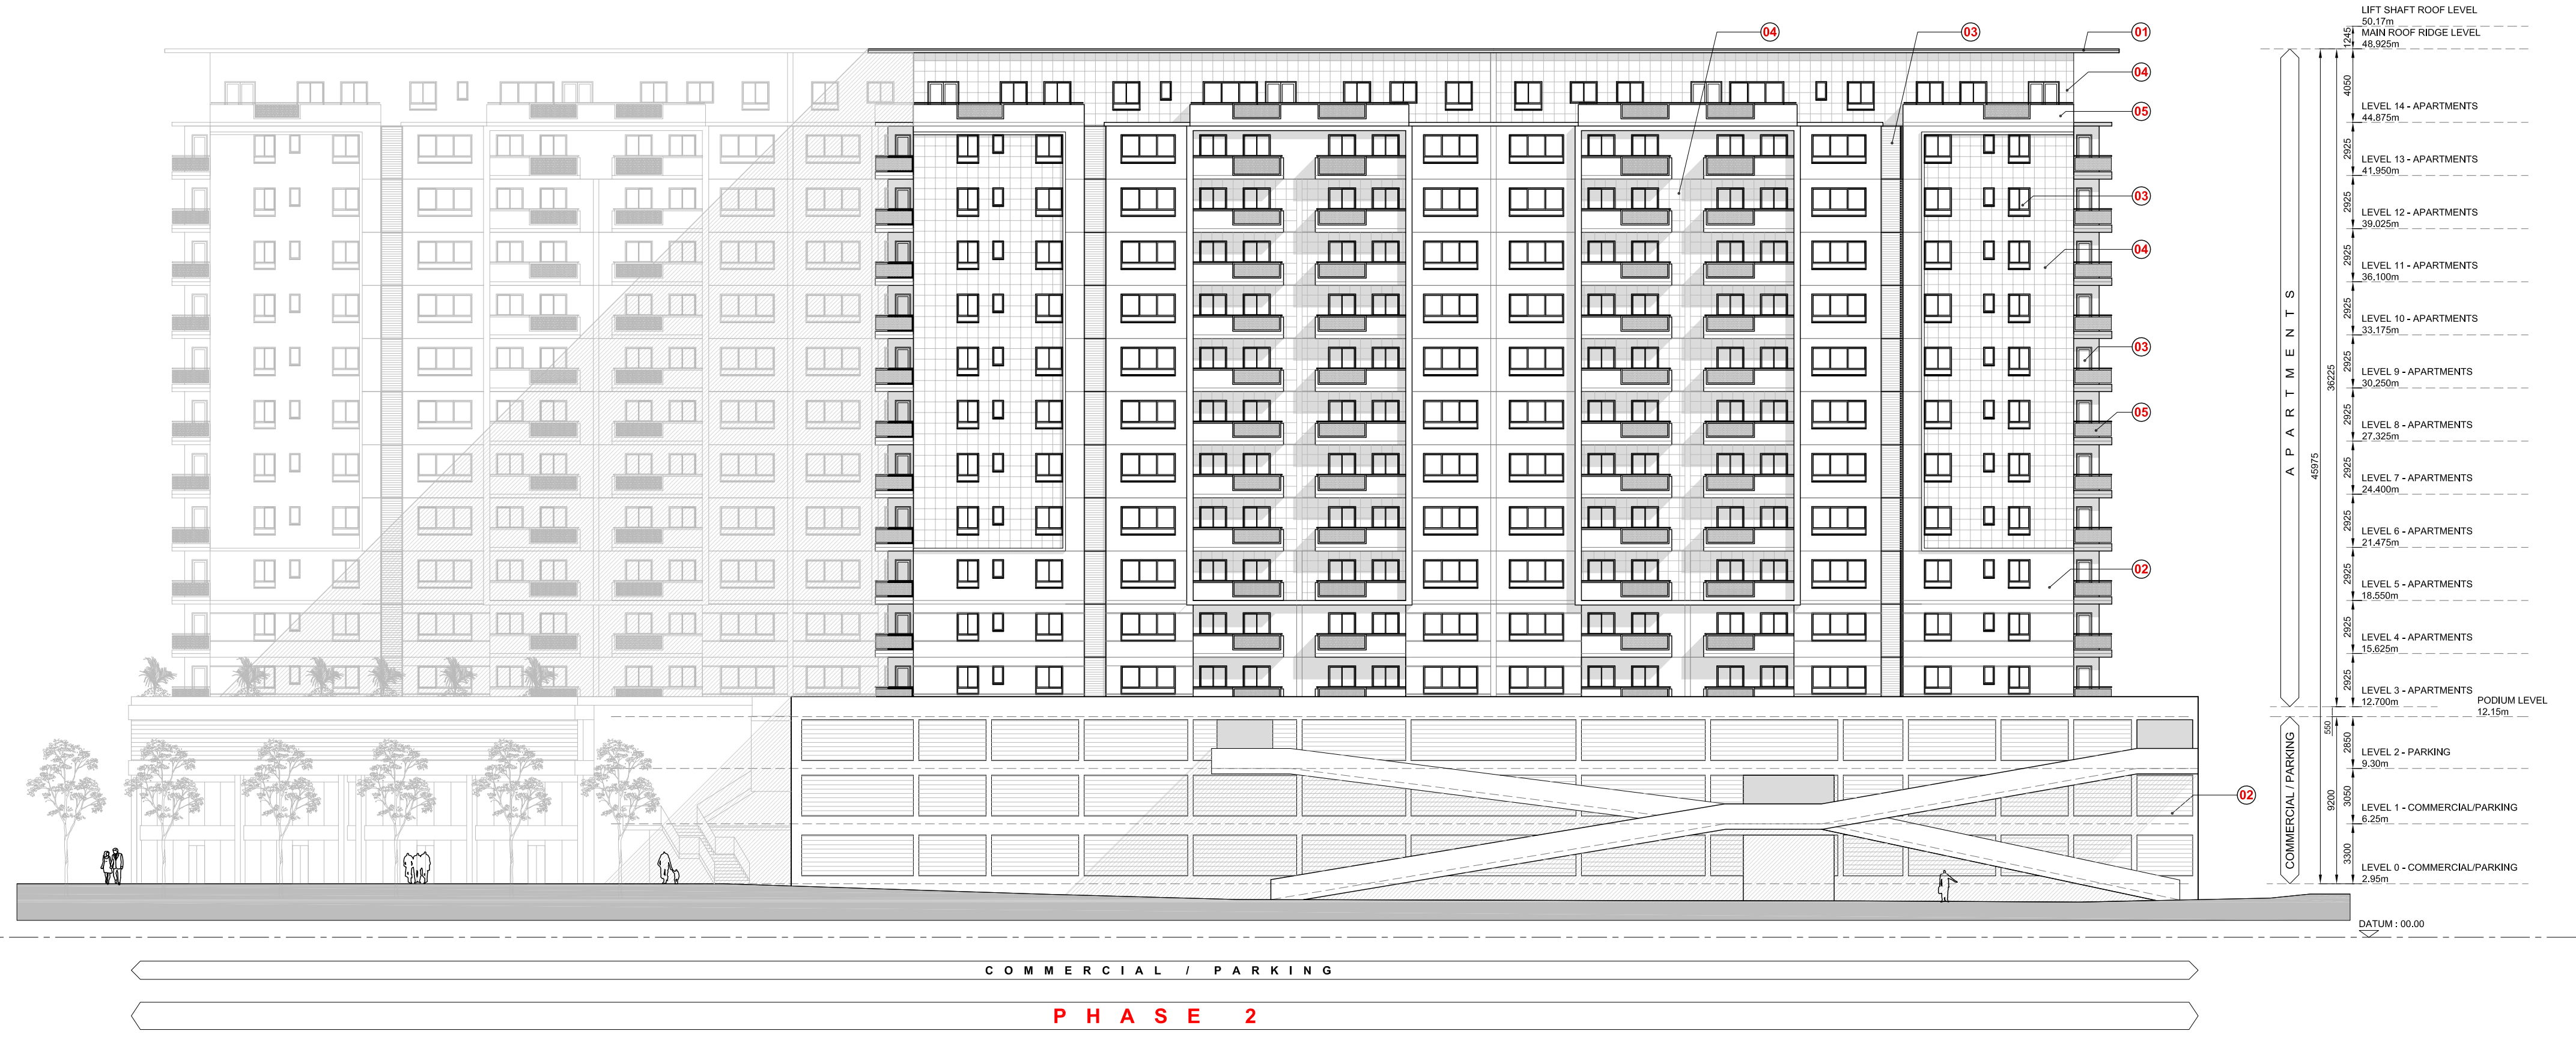 LIFT SHAFT ROOF LEVEL
50.17m
1245
MAIN ROOF RIDGE LEVEL
48.925m
04
03
01
04
05
03
04
03
05
02
02
4050
LEVEL 14 - APARTMENTS
44.875m
2925
LEVEL 13 - APARTMENTS
41.950m
2925
LEVEL 12 - APARTMENTS
39.025m
2925
LEVEL 11 - APARTMENTS
36.100m
2925
LEVEL 10 - APARTMENTS
33.175m
2925
LEVEL 9 - APARTMENTS
30.250m
2925
LEVEL 8 - APARTMENTS
27.325m
2925
LEVEL 7 - APARTMENTS
24.400m
2925
LEVEL 6 - APARTMENTS
21.475m
2925
LEVEL 5 - APARTMENTS
18.550m
2925
LEVEL 4 - APARTMENTS
15.625m
2925
LEVEL 3 - APARTMENTS
12.700m
PODIUM LEVEL
12.15m
550
2850
LEVEL 2 - PARKING
9.30m
3050
LEVEL 1 - COMMERCIAL/PARKING
6.25m
3300
LEVEL 0 - COMMERCIAL/PARKING
2.95m
DATUM : 00.00
APARTMENTS
36225
45975
COMMERCIAL / PARKING
9200
COMMERCIAL / PARKING
PHASE 2